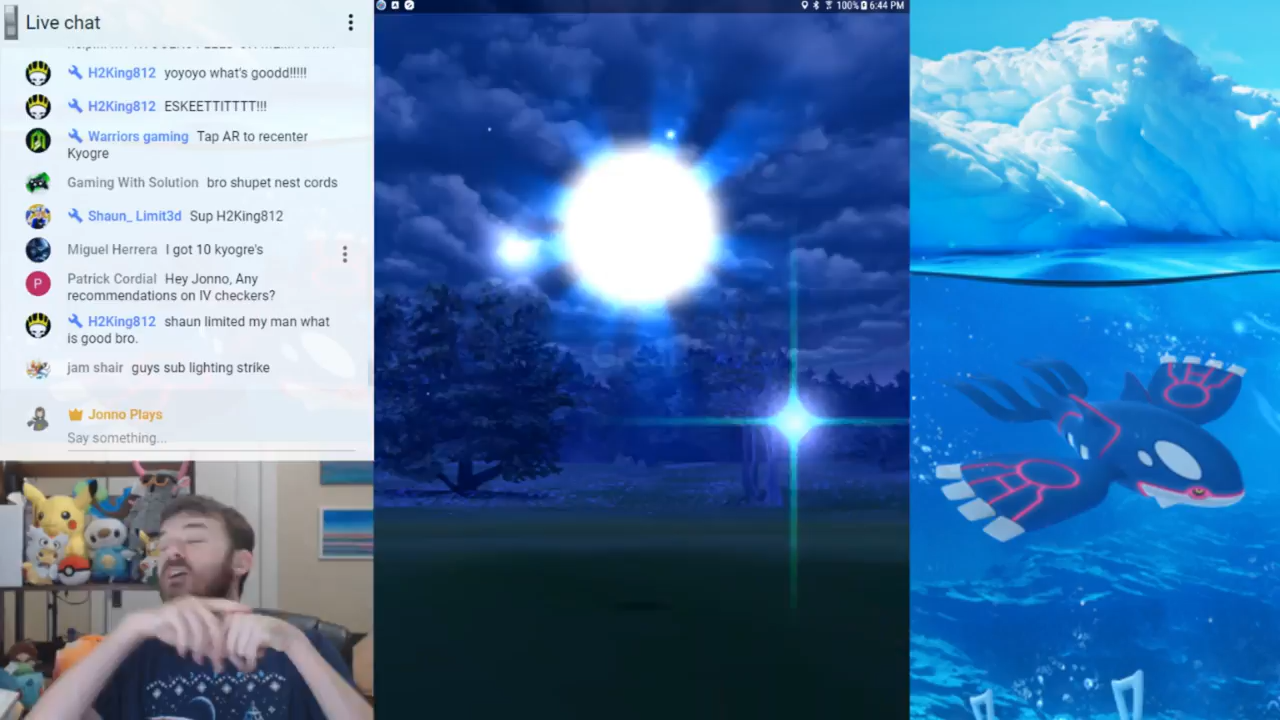 Live chat
100% 6:44 PM
H2King812 yoyoyo what's goodd!!!!!
H2King812 ESKEETTITTTT!!!
Warriors gaming Tap AR to recenter
Kyogre
Gaming With Solution bro shupet nest cords
Shaun_ Limit3d Sup H2King812
Miguel Herrera I got 10 kyogre's
P
Patrick Cordial Hey Jonno, Any
recommendations on IV checkers?
H2King812 shaun limited my man what
is good bro.
jam shair guys sub lighting strike
Jonno Plays
Say something...